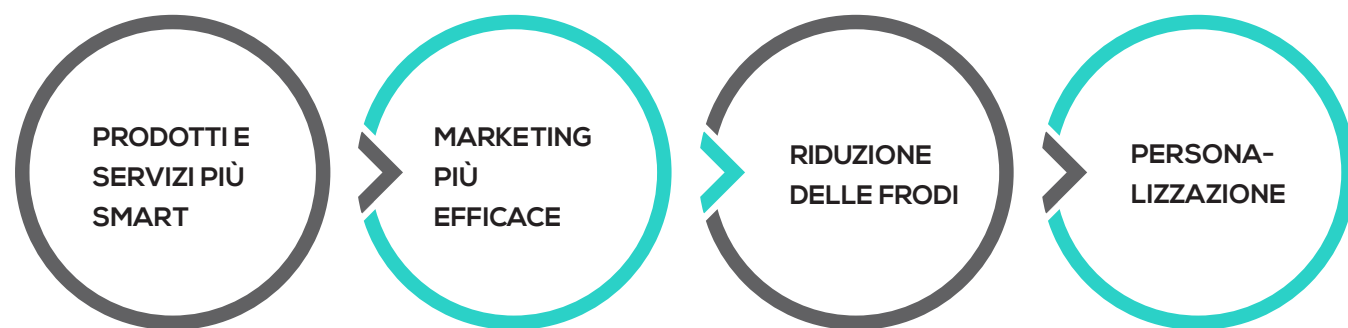 PRODOTTI E
SERVIZI PIÙ
SMART
MARKETING
PIÙ
EFFICACE
RIDUZIONE
DELLE FRODI
PERSONA-
LIZZAZIONE